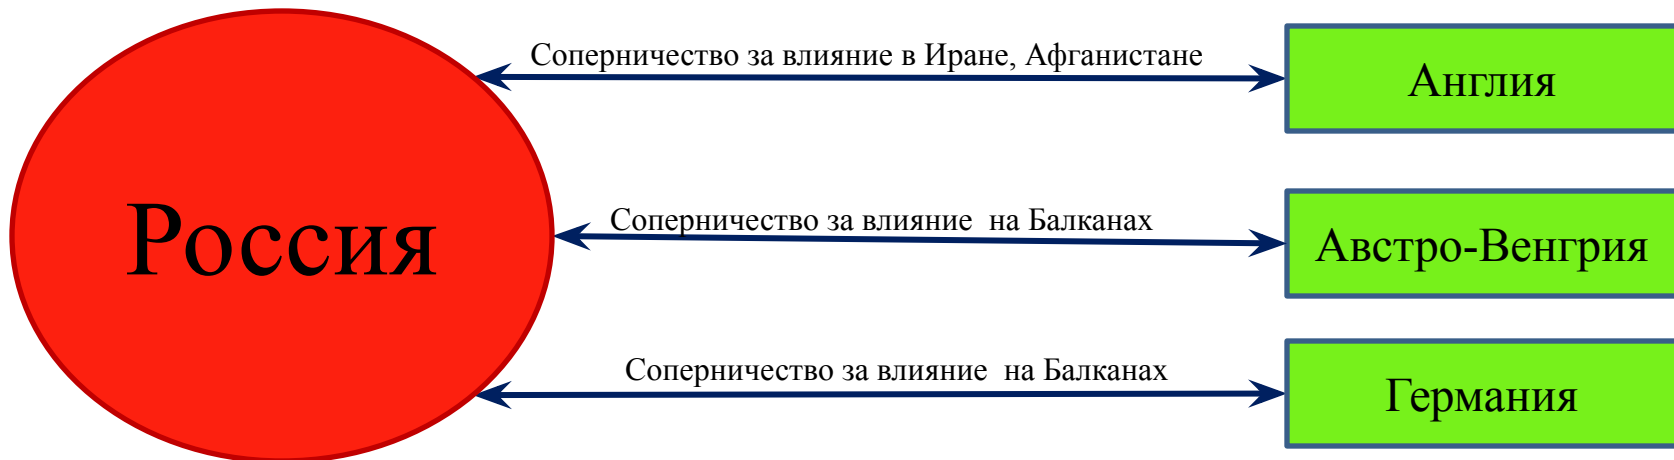 Соперничество за влияние в Иране, Афганистане
Англия
Россия
Соперничество за влияние на Балканах
Австро-Венгрия
Соперничество за влияние на Балканах
Германия